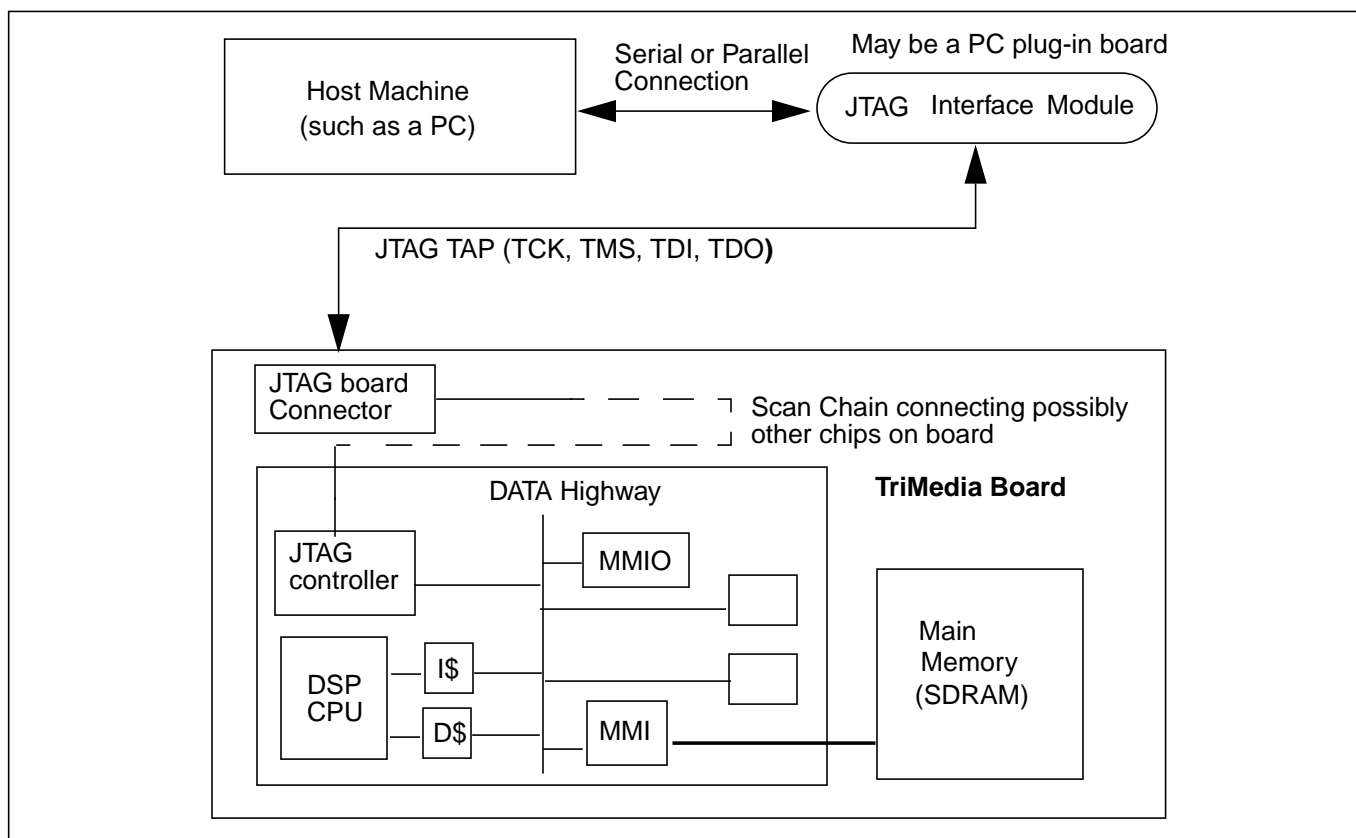 May be a PC plug-in board
Serial or Parallel
Connection
Host Machine
(such as a PC)
JTAG Interface Module
JTAG TAP (TCK, TMS, TDI, TDO)
JTAG board
Connector
Scan Chain connecting possibly
other chips on board
TriMedia Board
DATA Highway
JTAG
controller
MMIO
DSP
CPU
I$
D$
MMI
Main
Memory
(SDRAM)